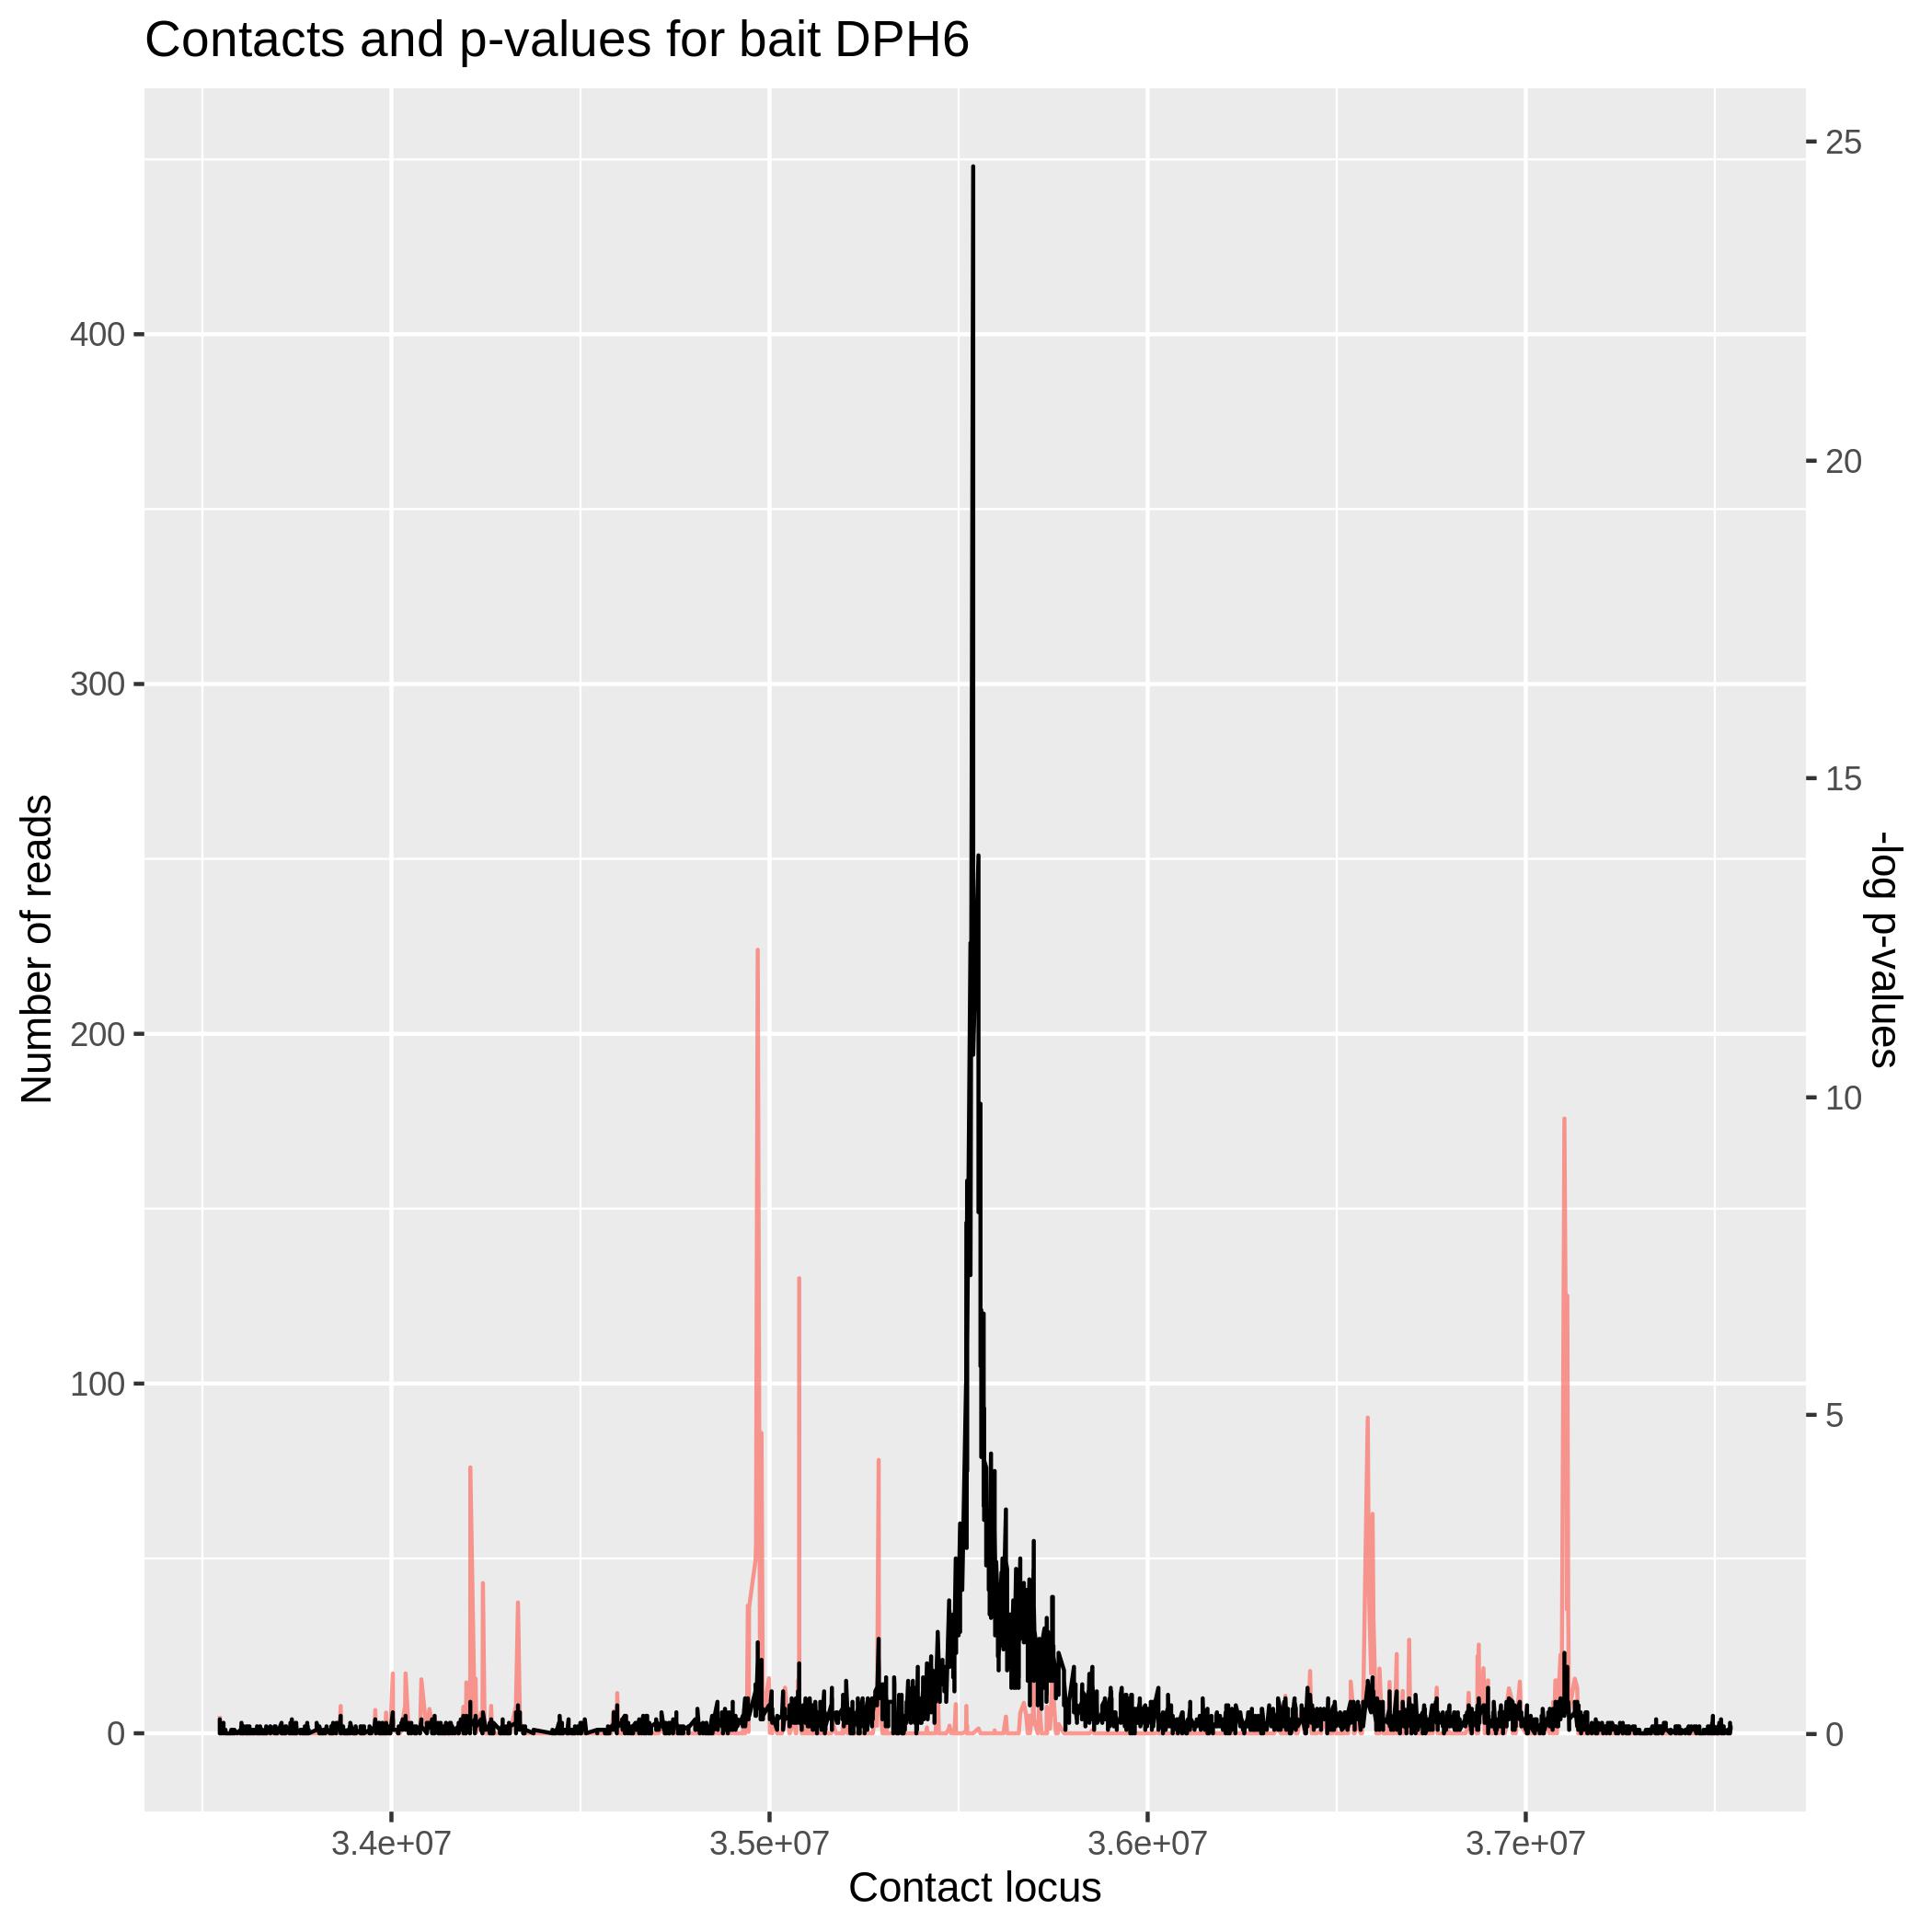 Contacts and p-values for bait DPH6
Number of reads
400
300
200
100
0
25
20
15
10
5
0
-log p-values
3.4e+07
3.5e+07
3.6e+07
3.7e+07
Contact locus